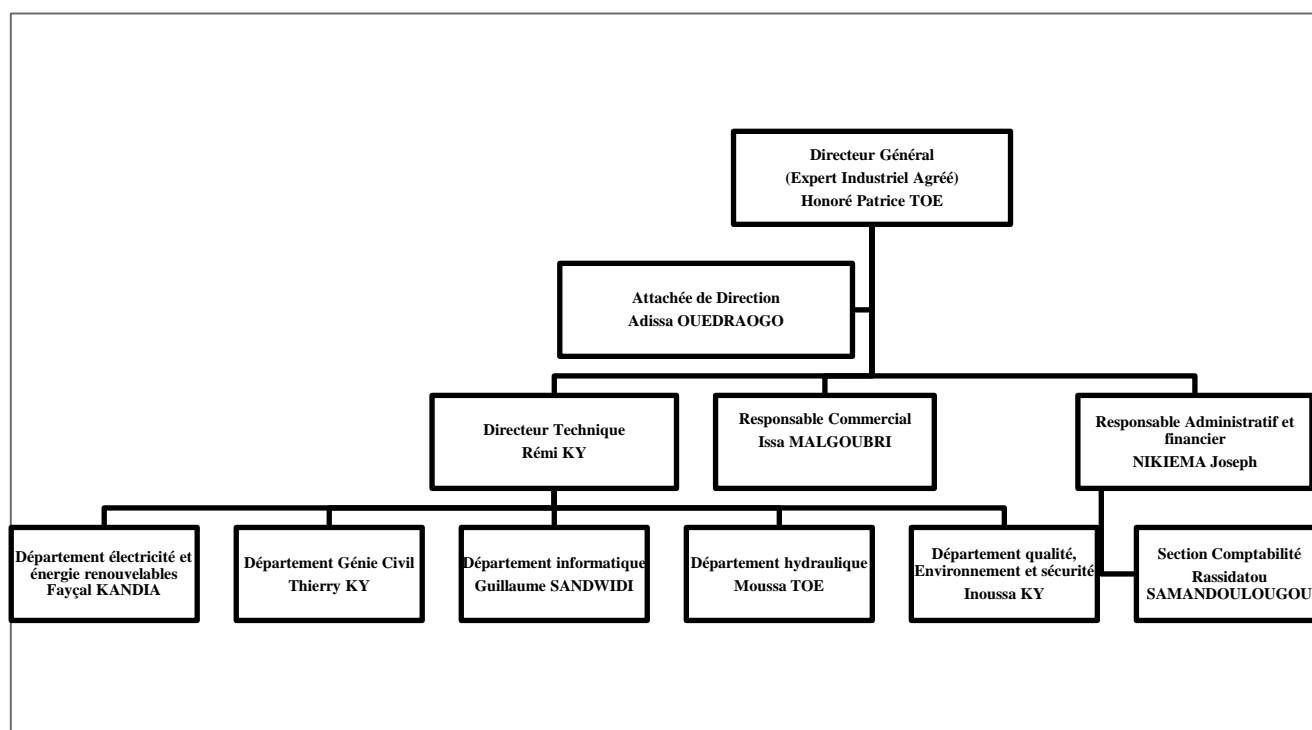 Directeur Général
(Expert Industriel Agréé)
Honoré Patrice TOE
Attachée de Direction
Adissa OUEDRAOGO
Directeur Technique
Rémi KY
Responsable Commercial
Issa MALGOUBRI
Responsable Administratif et
financier
NIKIEMA Joseph
Département électricité et
énergie renouvelables
Fayçal KANDIA
Départment Génie Civil
Thierry KY
Département informatique
Guillaume SANDWIDI
Département hydraulique
Moussa TOE
Département qualité,
Environnement et sécurité
Inoussa KY
Section Comptabilité
Rassidatou
SAMANDOULOUGOU